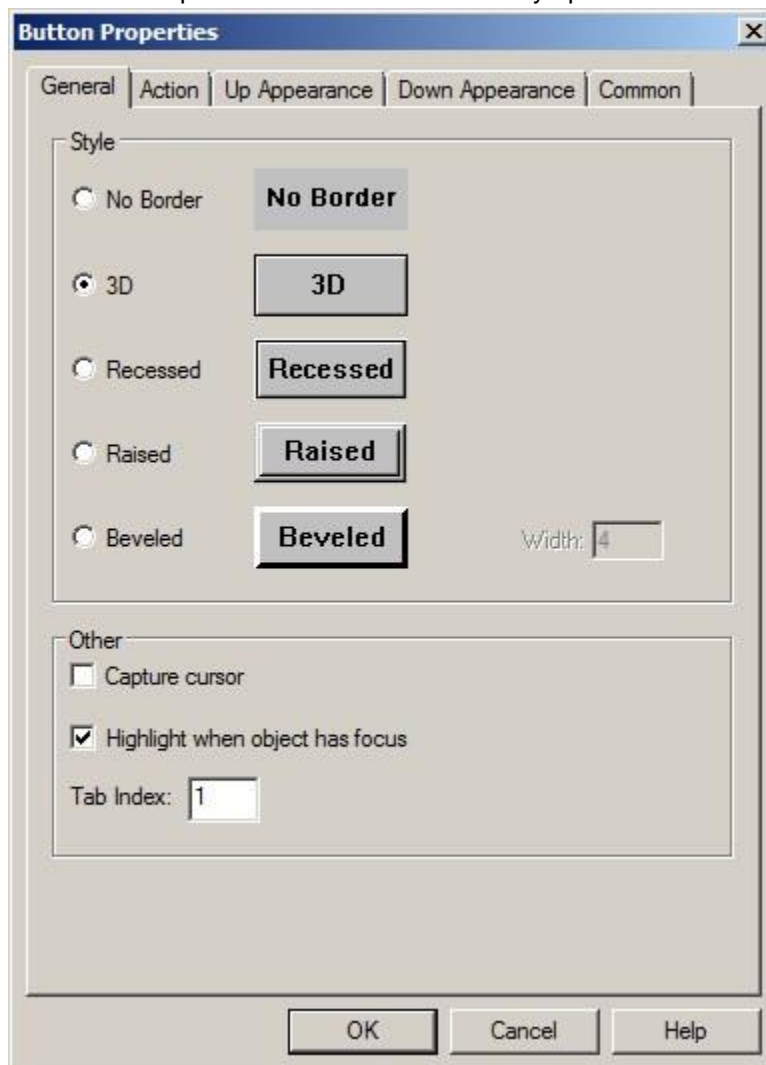 Button Properties
General Action Up Appearance Down Appearance Common
Style
No Border No Border
3D 3D
Recessed Recessed
Raised Raised
Beveled Beveled Width: 4
Other
Capture cursor
Highlight when object has focus
Tab Index: 1
OK Cancel Help